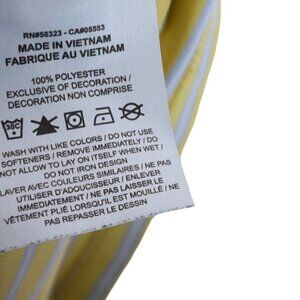 RN#56323 - CA#05553
MADE IN VIETNAM
FABRIQUE AU VIETNAM
100% POLYESTER
EXCLUSIVE OF DECORATION /
DECORATION NON COMPRISE
WASH WITH LIKE COLORS / DO NOT USE
SOFTENERS / REMOVE IMMEDIATELY / DO
NOT ALLOW TO LAY ON ITSELF WHEN WET /
DO NOT IRON DESIGN
LAVER AVEC COULEURS SIMILAIRES / NE PAS
UTILISER D'ADOUCISSEUR / ENLEVER
IMMEDIATEMENT / NE PAS LAISSER LE
VÊTEMENT PLIÉ LORSQU'IL EST MOUILLÉ / NE
PAS REPASSER LE DESSIN